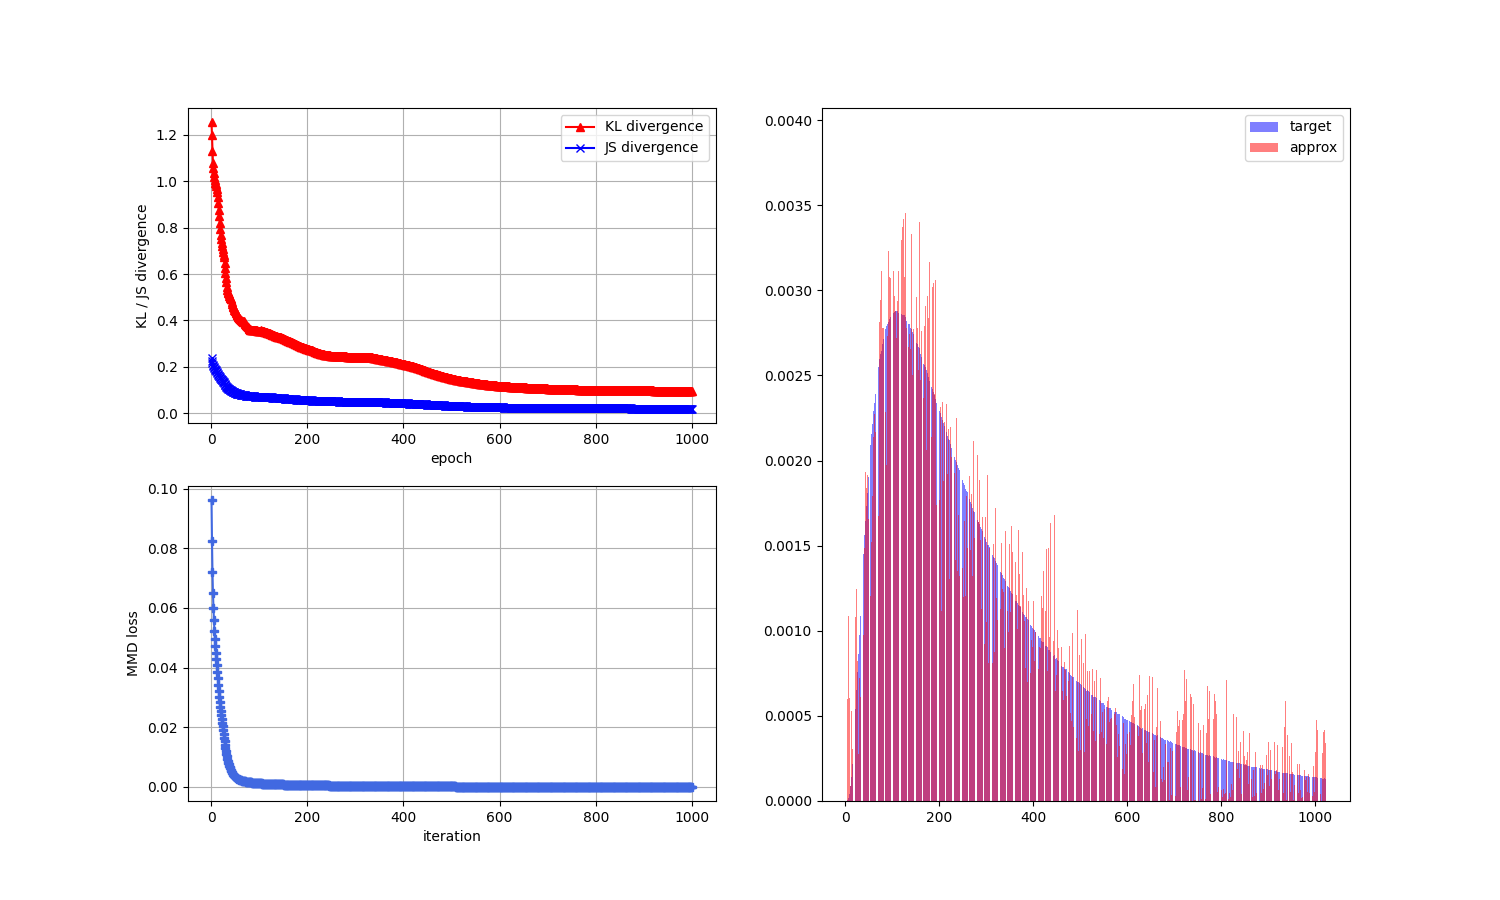 KL divergence
JS divergence
KL / JS divergence
1.2
1.0
0.8
0.6
0.4
0.2
0.0
0 200 400 600 800 1000
epoch
MMD loss
0.10
0.08
0.06
0.04
0.02
0.00
0 200 400 600 800 1000
iteration
target
approx
0.0040
0.0035
0.0030
0.0025
0.0020
0.0015
0.0010
0.0005
0.0000
0 200 400 600 800 1000